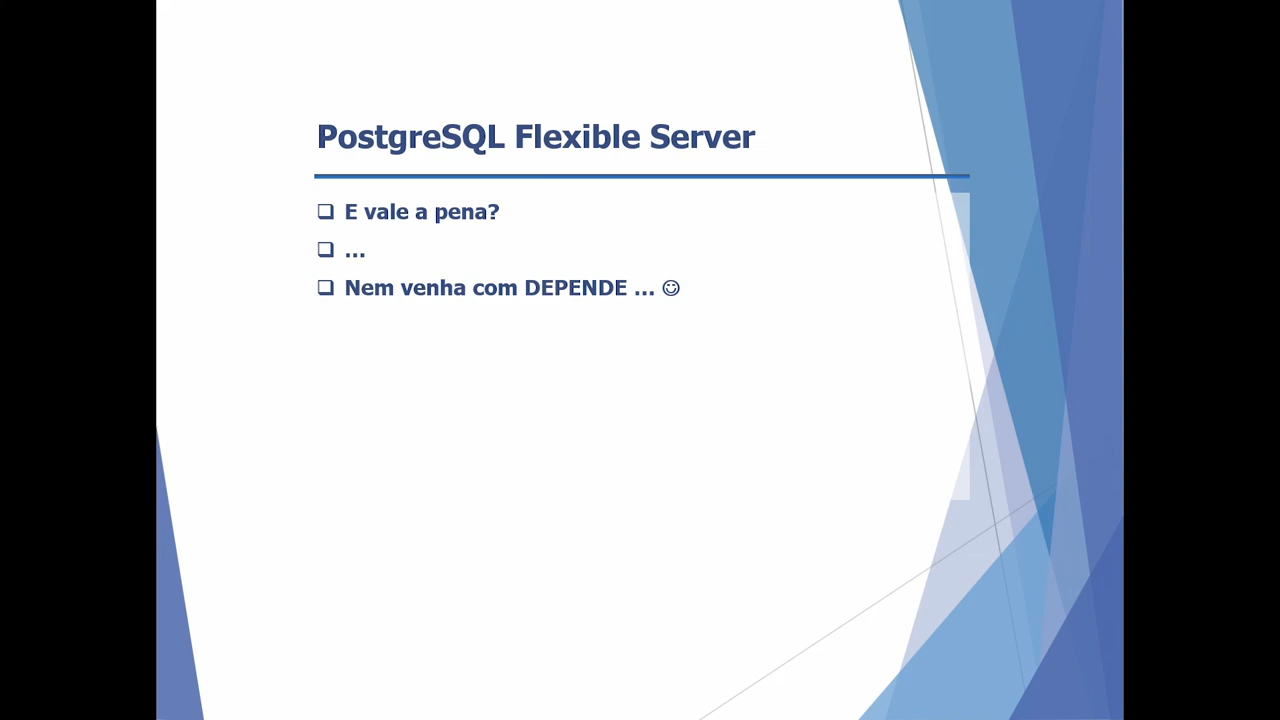 PostgreSQL Flexible Server
❑ E vale a pena?
❑ ...
❑ Nem venha com DEPENDE ... ☺